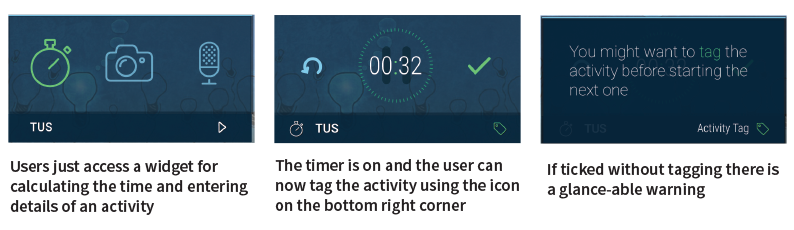 TUS
Users just access a widget for
calculating the time and entering
details of an activity
00:32
TUS
The timer is on and the user can
now tag the activity using the icon
on the bottom right corner
You might want to tag the
activity before starting the
next one
TUS
Activity Tag
If ticked without tagging there is
a glance-able warning